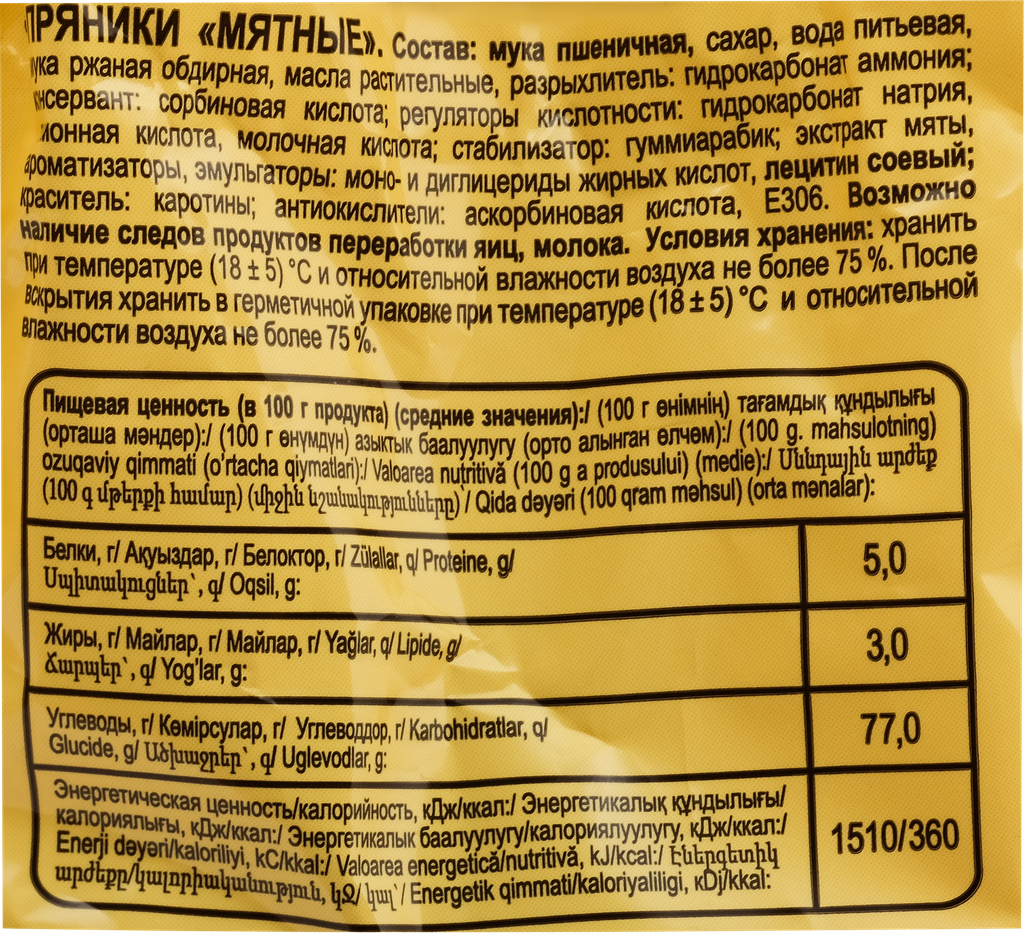 ПРЯНИКИ «МЯТНЫЕ». Состав: мука пшеничная, сахар, вода питьевая,
мука ржаная обдирная, масла растительные, разрыхлитель: гидрокарбонат аммония;
консервант: сорбиновая кислота; регуляторы кислотности: гидрокарбонат натрия,
кислота, молочная кислота; стабилизатор: гуммиарабик; экстракт мяты,
ароматизаторы, эмульгаторы: моно- и диглицериды жирных кислот, лецитин соевый;
краситель: каротины; антиокислители: аскорбиновая кислота, Е306. Возможно
наличие следов продуктов переработки яиц, молока. Условия хранения: хранить
при температуре (18 ± 5) °С и относительной влажности воздуха не более 75 %. После
вскрытия хранить в герметичной упаковке при температуре (18 ± 5) °С и относительной
влажности воздуха не более 75 %.
Пищевая ценность (в 100 г продукта) (средние значения):/ (100 г өнімнің) тағамдық құндылығы
(орташа мәндер):/ (100 г өнүмдүн) азыктык баалуулугу (орто алынган өлчөм):/ (100 g. mahsulotning)
ozuqaviy qimmati (o'rtacha qiymatlari):/ Valoarea nutritivă (100 g a produsului) (medie):/ Սննդային արժեք
(100 գ մթերքի համար) (միջին նշանակությունները)՝/ Qida dəyəri (100 qram məhsul) (orta mənalar):
Белки, г/ Ақуыздар, г/ Белоктор, г/ Zülallar, q/ Proteine, g/
Սպիտակուցներ՝, գ/ Oqsil, g:
5,0
Жиры, г/ Майлар, г/ Майлар, г/ Yağlar, q/ Lipide, g/
Ճարպեր՝, գ/ Yog'lar, g:
3,0
Углеводы, г/ Көмірсулар, г/ Углеводдор, г/ Karbohidratlar, q/
Glucide, g/ Ածխաջրեր՝, գ/ Uglevodlar, g:
77,0
Энергетическая ценность/калорийность, кДж/ккал:/ Энергетикалық құндылығы/
калориялығы, кДж/ккал:/ Энергетикалык баалуулугу/калориялуулугу, кДж/ккал:/
Enerji dəyəri/kaloriliyi, kC/kkal:/ Valoarea energetică/nutritivă, kJ/kcal:/ Էներգետիկ
արժեքը/կալորիականություն, կՋ/ կալ՝/ Energetik qimmati/kaloriyaliligi, кDj/kkal:
1510/360